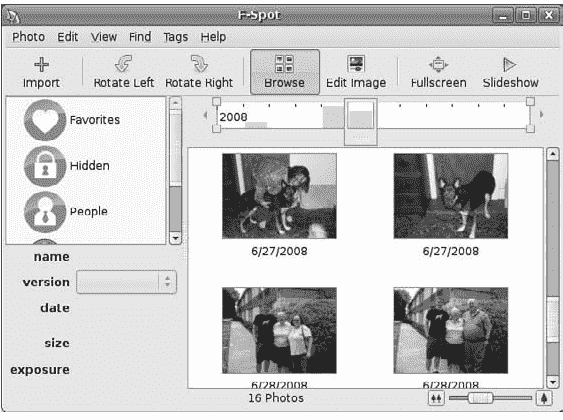 F-Spot
Photo Edit View Find Tags Help
Import Rotate Left Rotate Right Browse Edit Image Fullscreen Slideshow
Favorites
Hidden
People
name
version
date
size
exposure
2008
6/27/2008 6/27/2008
6/28/2008 6/28/2008
16 Photos